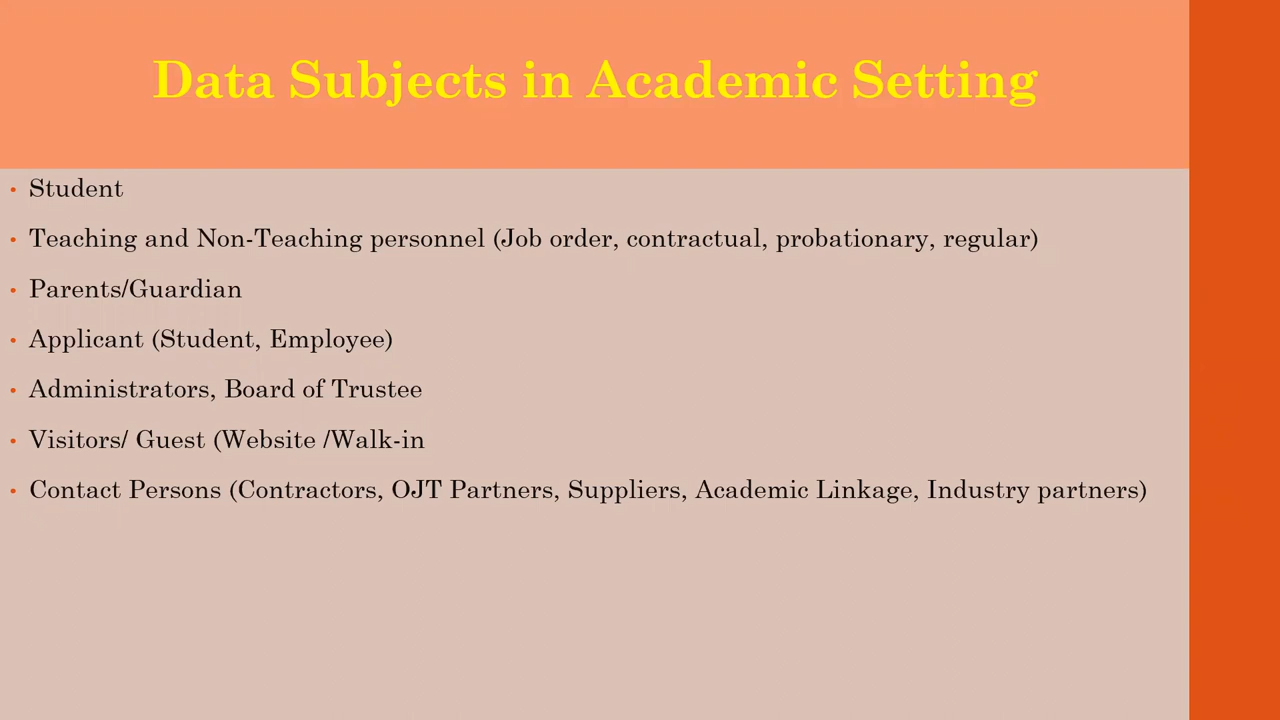 Data Subjects in Academic Setting
• Student
• Teaching and Non-Teaching personnel (Job order, contractual, probationary, regular)
• Parents/Guardian
• Applicant (Student, Employee)
• Administrators, Board of Trustee
• Visitors/ Guest (Website /Walk-in
• Contact Persons (Contractors, OJT Partners, Suppliers, Academic Linkage, Industry partners)